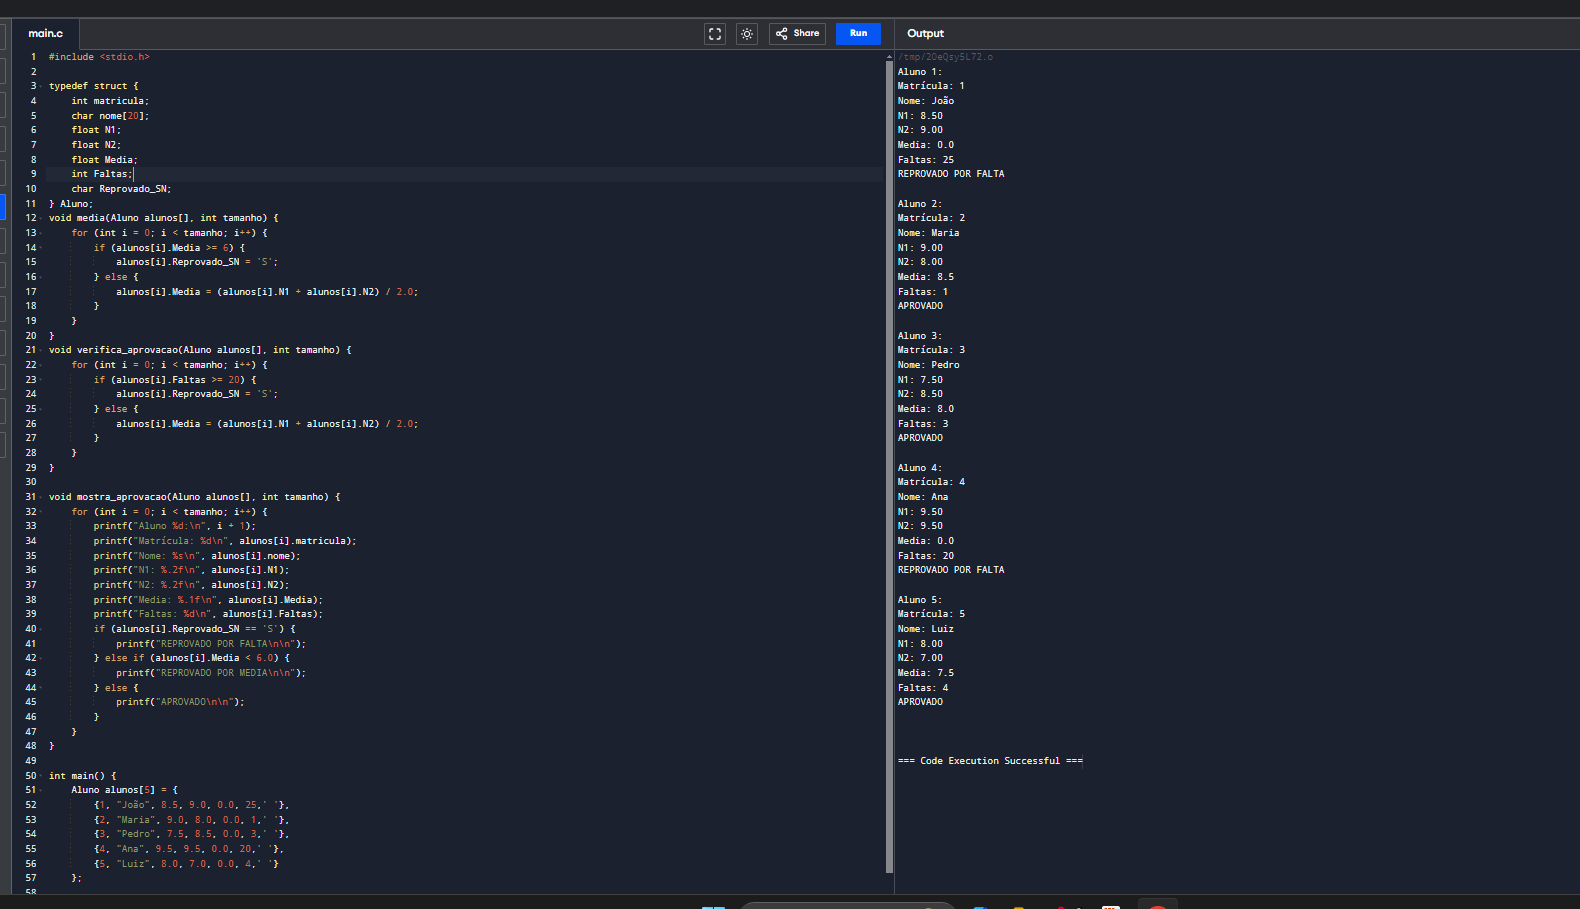 main.c
Share
Run
Output
1 #include <stdio.h>
2
3 typedef struct {
4     int matricula;
5     char nome[20];
6     float N1;
7     float N2;
8     float Media;
9     int Faltas;
10     char Reprovado_SN;
11 } Aluno;
12 void media(Aluno alunos[], int tamanho) {
13     for (int i = 0; i < tamanho; i++) {
14         if (alunos[i].Media >= 6) {
15             alunos[i].Reprovado_SN = 'S';
16         } else {
17             alunos[i].Media = (alunos[i].N1 + alunos[i].N2) / 2.0;
18         }
19     }
20 }
21 void verifica_aprovacao(Aluno alunos[], int tamanho) {
22     for (int i = 0; i < tamanho; i++) {
23         if (alunos[i].Faltas >= 20) {
24             alunos[i].Reprovado_SN = 'S';
25         } else {
26             alunos[i].Media = (alunos[i].N1 + alunos[i].N2) / 2.0;
27         }
28     }
29 }
30
31 void mostra_aprovacao(Aluno alunos[], int tamanho) {
32     for (int i = 0; i < tamanho; i++) {
33         printf("Aluno %d:\n", i + 1);
34         printf("Matrícula: %d\n", alunos[i].matricula);
35         printf("Nome: %s\n", alunos[i].nome);
36         printf("N1: %.2f\n", alunos[i].N1);
37         printf("N2: %.2f\n", alunos[i].N2);
38         printf("Media: %.1f\n", alunos[i].Media);
39         printf("Faltas: %d\n", alunos[i].Faltas);
40         if (alunos[i].Reprovado_SN == 'S') {
41             printf("REPROVADO POR FALTA\n\n");
42         } else if (alunos[i].Media < 6.0) {
43             printf("REPROVADO POR MEDIA\n\n");
44         } else {
45             printf("APROVADO\n\n");
46         }
47     }
48 }
49
50 int main() {
51     Aluno alunos[5] = {
52         {1, "João", 8.5, 9.0, 0.0, 25,' '},
53         {2, "Maria", 9.0, 8.0, 0.0, 1,' '},
54         {3, "Pedro", 7.5, 8.5, 0.0, 3,' '},
55         {4, "Ana", 9.5, 9.5, 0.0, 20,' '},
56         {5, "Luiz", 8.0, 7.0, 0.0, 4,' '}
57     };
58
/tmp/20eQsy5L72.o
Aluno 1:
Matrícula: 1
Nome: João
N1: 8.50
N2: 9.00
Media: 0.0
Faltas: 25
REPROVADO POR FALTA
Aluno 2:
Matrícula: 2
Nome: Maria
N1: 9.00
N2: 8.00
Media: 8.5
Faltas: 1
APROVADO
Aluno 3:
Matrícula: 3
Nome: Pedro
N1: 7.50
N2: 8.50
Media: 8.0
Faltas: 3
APROVADO
Aluno 4:
Matrícula: 4
Nome: Ana
N1: 9.50
N2: 9.50
Media: 0.0
Faltas: 20
REPROVADO POR FALTA
Aluno 5:
Matrícula: 5
Nome: Luiz
N1: 8.00
N2: 7.00
Media: 7.5
Faltas: 4
APROVADO
=== Code Execution Successful ===